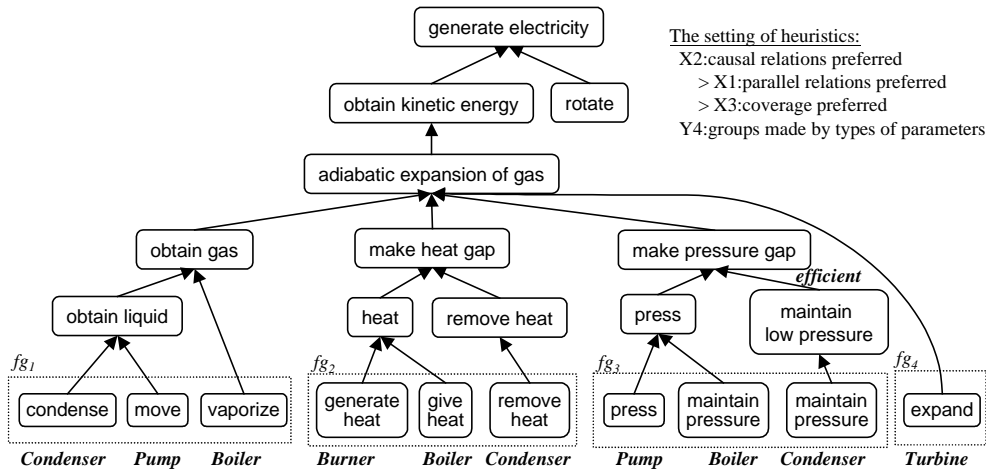 generate electricity
The setting of heuristics:
X2:causal relations preferred
> X1:parallel relations preferred
> X3:coverage preferred
Y4:groups made by types of parameters
obtain kinetic energy
rotate
adiabatic expansion of gas
obtain gas
make heat gap
make pressure gap
efficient
obtain liquid
heat
remove heat
press
maintain
low pressure
fg1
fg2
fg3
fg4
condense
move
vaporize
generate
heat
give
heat
remove
heat
press
maintain
pressure
maintain
pressure
expand
Condenser
Pump
Boiler
Burner
Boiler
Condenser
Pump
Boiler
Condenser
Turbine